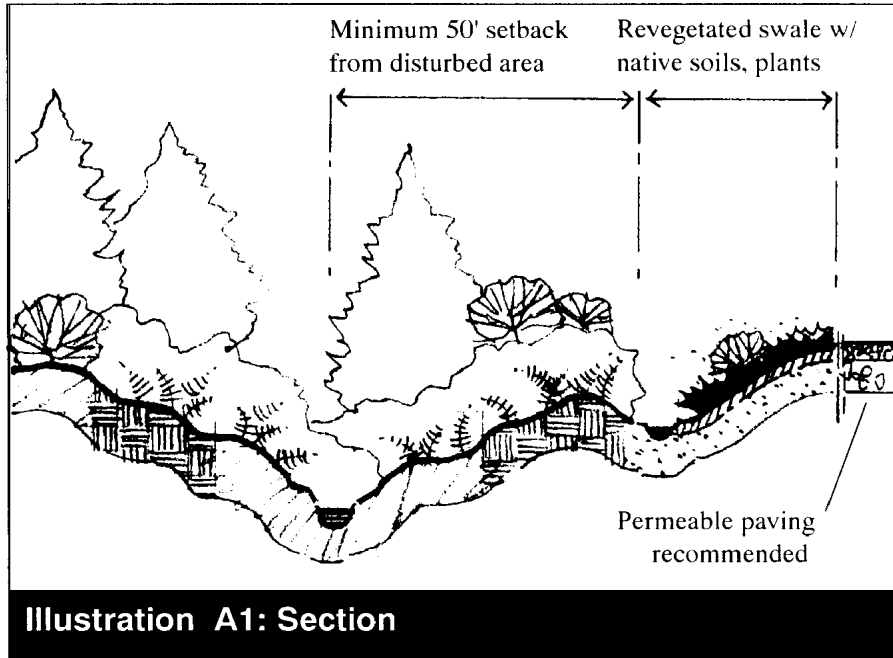 Minimum 50' setback
from disturbed area
Revegetated swale w/
native soils, plants
Permeable paving
recommended
Illustration A1: Section